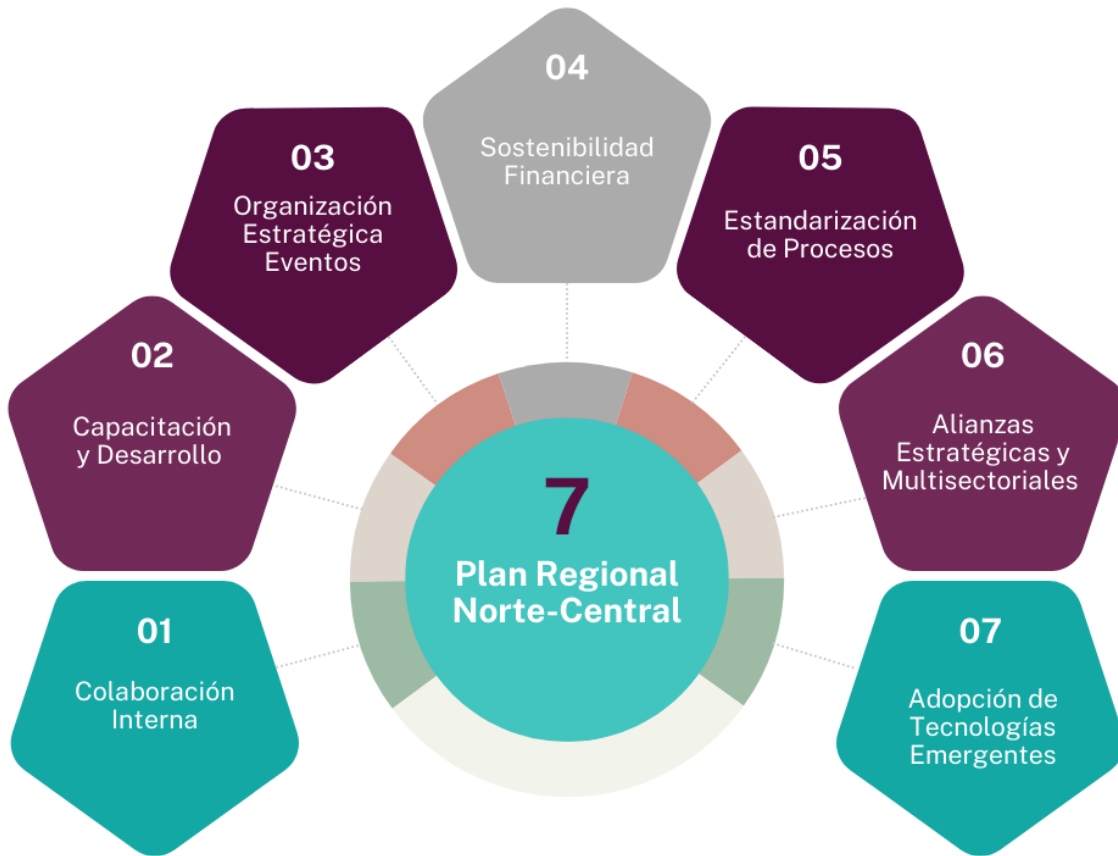 04
Sostenibilidad
Financiera
03
Organización
Estratégica
Eventos
05
Estandarización
de Procesos
02
Capacitación
y Desarrollo
06
Alianzas
Estratégicas y
Multisectoriales
7
Plan Regional
Norte-Central
01
Colaboración
Interna
07
Adopción de
Tecnologías
Emergentes